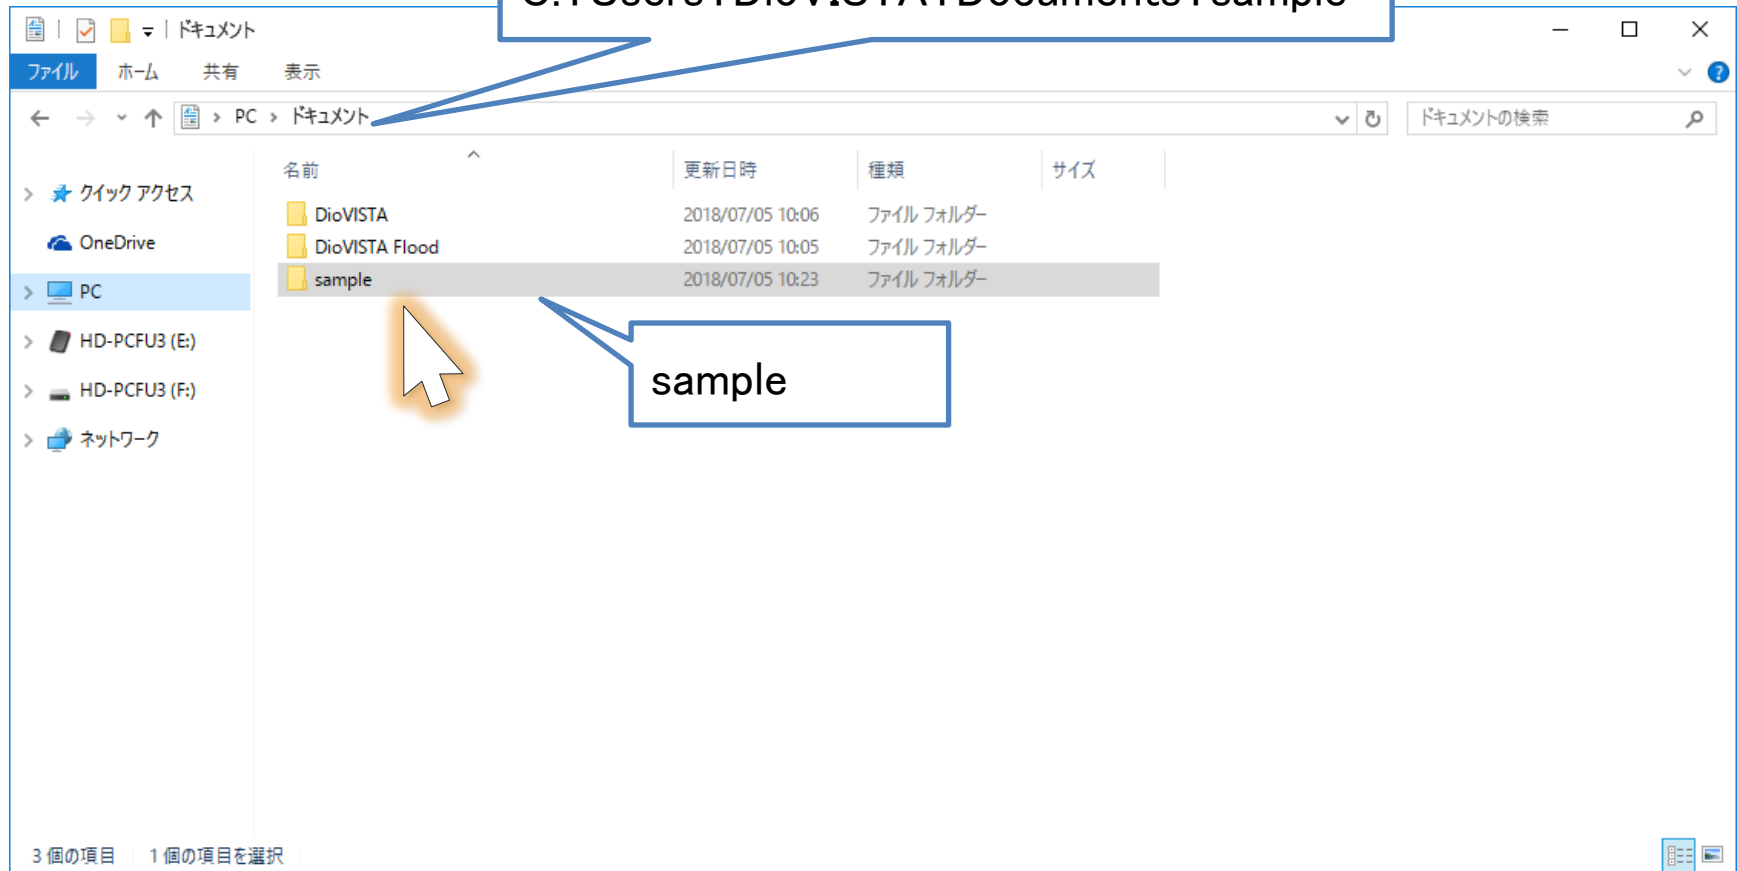 C:¥Users¥DioVISTA¥Documents¥sample
ドキュメント
ファイル ホーム 共有 表示
PC > ドキュメント ドキュメントの検索
名前 更新日時 種類 サイズ
クイック アクセス
DioVISTA 2018/07/05 10:06 ファイル フォルダー
OneDrive
DioVISTA Flood 2018/07/05 10:05 ファイル フォルダー
PC
sample 2018/07/05 10:23 ファイル フォルダー
HD-PCFU3 (E:)
sample
HD-PCFU3 (F:)
ネットワーク
3 個の項目 1 個の項目を選択